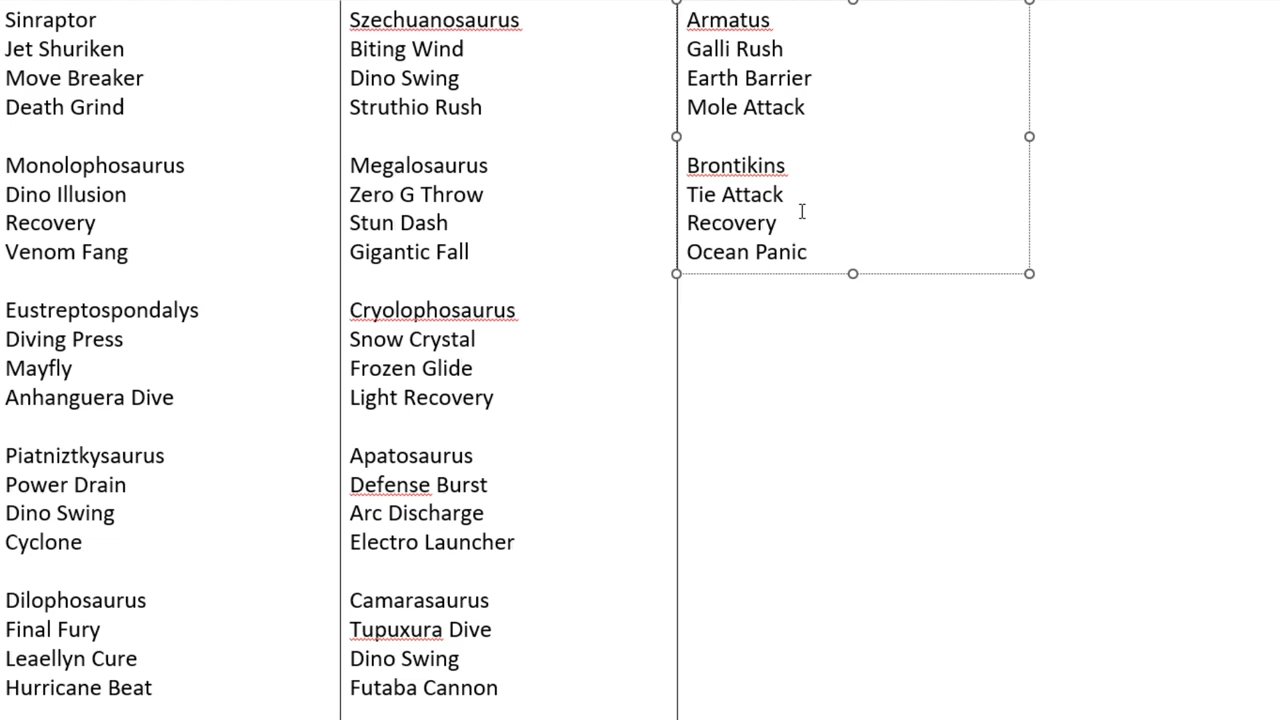 Sinraptor
Jet Shuriken
Move Breaker
Death Grind
Monolophosaurus
Dino Illusion
Recovery
Venom Fang
Eustreptospondalys
Diving Press
Mayfly
Anhanguera Dive
Piatniztkysaurus
Power Drain
Dino Swing
Cyclone
Dilophosaurus
Final Fury
Leaellyn Cure
Hurricane Beat
Szechuanosaurus
Biting Wind
Dino Swing
Struthio Rush
Megalosaurus
Zero G Throw
Stun Dash
Gigantic Fall
Cryolophosaurus
Snow Crystal
Frozen Glide
Light Recovery
Apatosaurus
Defense Burst
Arc Discharge
Electro Launcher
Camarasaurus
Tupuxura Dive
Dino Swing
Futaba Cannon
Armatus
Galli Rush
Earth Barrier
Mole Attack
Brontikins
Tie Attack
Recovery
Ocean Panic